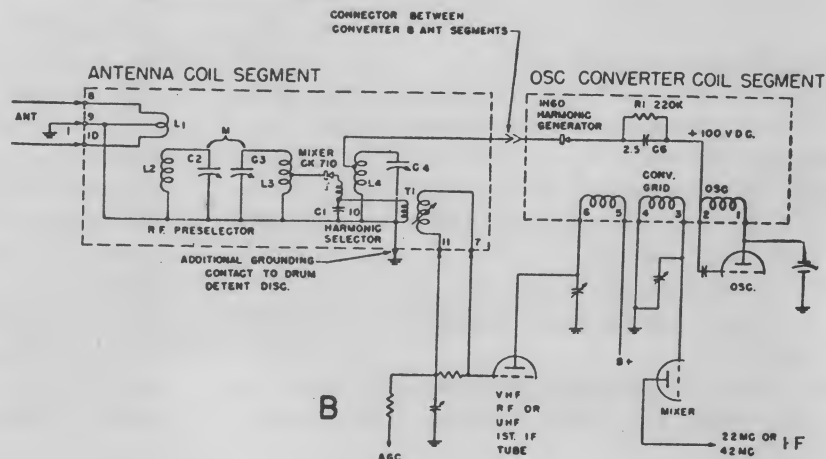 CONNECTOR BETWEEN
CONVERTER & ANT SEGMENTS
ANTENNA COIL SEGMENT
OSC CONVERTER COIL SEGMENT
8
ANT
9
1
10
L1
M
L2
C2
C3
L3
MIXER
CK 710
C1
10
L4
C4
T1
R.F. PRESELECTOR
HARMONIC
SELECTOR
11
7
ADDITIONAL GROUNDING
CONTACT TO DRUM
DETENT DISC.
IN60
HARMONIC
GENERATOR
R1 220K
2.5
C6
+100 VDC.
CONV.
GRID
OSC
6
5
4
3
2
1
OSC.
B+
B
VHF
RF OR
UHF
1ST. IF
TUBE
AGC
MIXER
22MC OR
42MC
IF